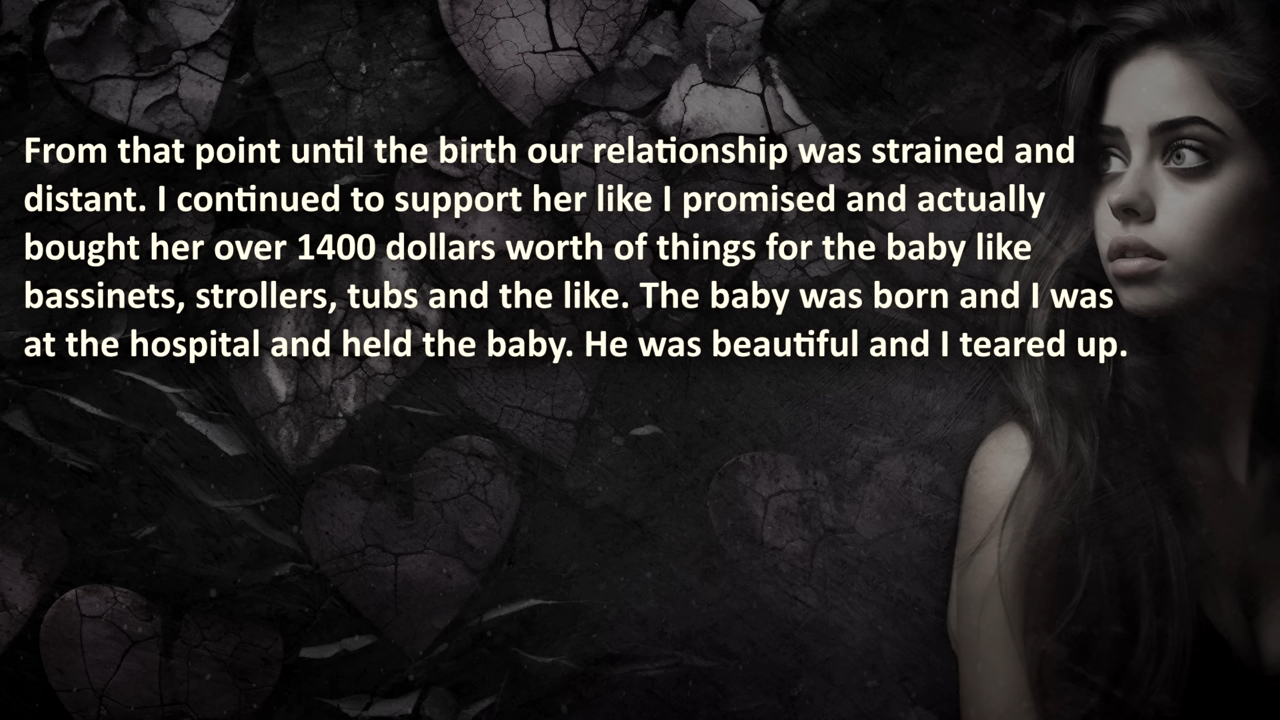 From that point until the birth our relationship was strained and
distant. I continued to support her like I promised and actually
bought her over 1400 dollars worth of things for the baby like
bassinets, strollers, tubs and the like. The baby was born and I was
at the hospital and held the baby. He was beautiful and I teared up.